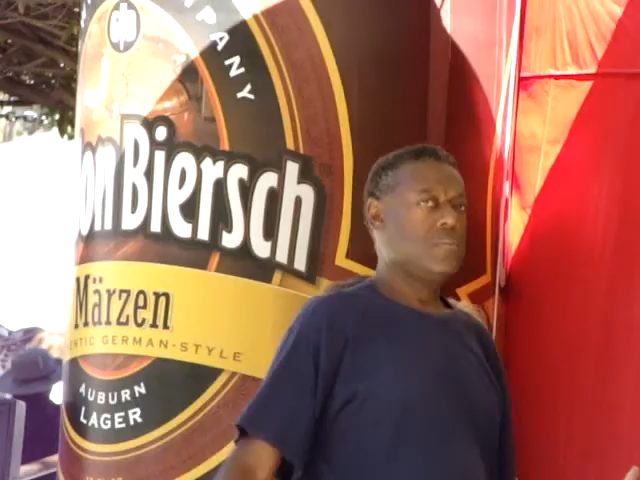 PANY
on Biersch
Märzen
NTIC GERMAN-STYLE
AUBURN
LAGER